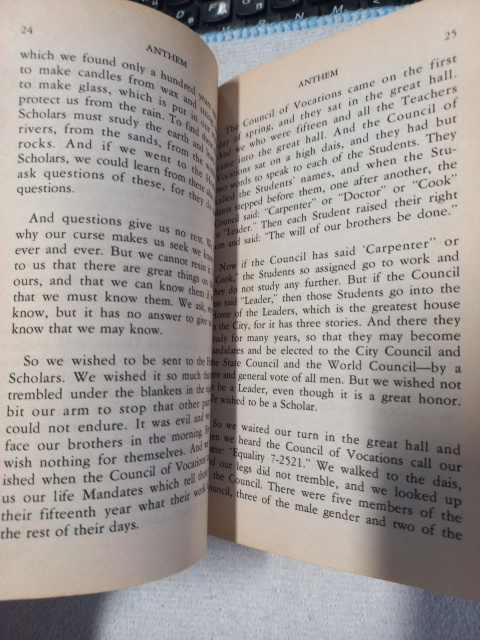 24
ANTHEM
which we found only a hundred years
to make candles from wax and
to make glass, which is put in
protect us from the rain. To find
Scholars must study the earth and
rivers, from the sands, from the
rocks. And if we went to the
Scholars, we could learn from these
ask questions of these, for they do
questions.
And questions give us no rest. We
why our curse makes us seek we know
ever and ever. But we cannot resist it.
to us that there are great things on
ours, and that we can know them if
that we must know them. We ask,
know, but it has no answer to give
know that we may know.
So we wished to be sent to the
Scholars. We wished it so much
trembled under the blankets in the
bit our arm to stop that other
could not endure. It was evil and
face our brothers in the morning.
wish nothing for themselves. And we
ished when the Council of Vocations
us our life Mandates which tell those
their fifteenth year what their work
the rest of their days.
25
ANTHEM
The Council of Vocations came on the first
of spring, and they sat in the great hall.
And we who were fifteen and all the Teachers
into the great hall. And the Council of
Vocations sat on a high dais, and they had but
two words to speak to each of the Students. They
called the Students' names, and when the Stu-
dents stepped before them, one after another, the
Council said: "Carpenter" or "Doctor" or "Cook"
or "Leader." Then each Student raised their right
arm and said: "The will of our brothers be done."
Now if the Council has said 'Carpenter" or
"Cook," the Students so assigned go to work and
they do not study any further. But if the Council
has said "Leader," then those Students go into the
Home of the Leaders, which is the greatest house
in the City, for it has three stories. And there they
study for many years, so that they may become
candidates and be elected to the City Council and
the State Council and the World Council—by a
free and general vote of all men. But we wished not
to be a Leader, even though it is a great honor.
We wished to be a Scholar.
So we waited our turn in the great hall and
then we heard the Council of Vocations call our
name: "Equality 7-2521." We walked to the dais,
and our legs did not tremble, and we looked up
the Council. There were five members of the
Council, three of the male gender and two of the